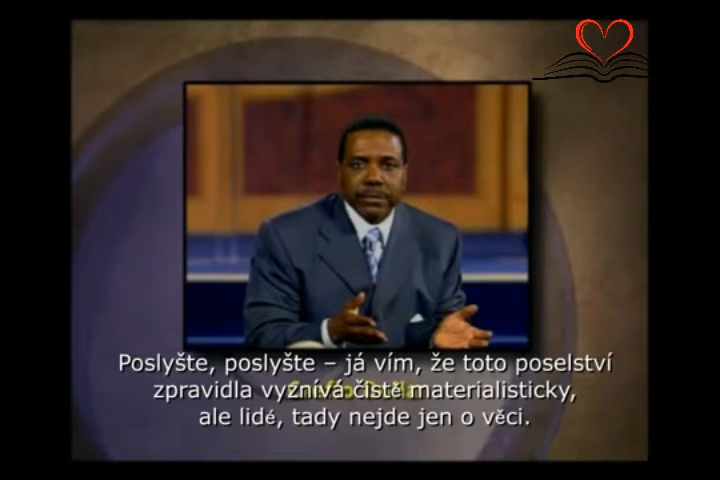 Poslyšte, poslyšte – já vím, že toto poselství
zpravidla vyznívá čistě materialisticky,
ale lidé, tady nejde jen o věci.